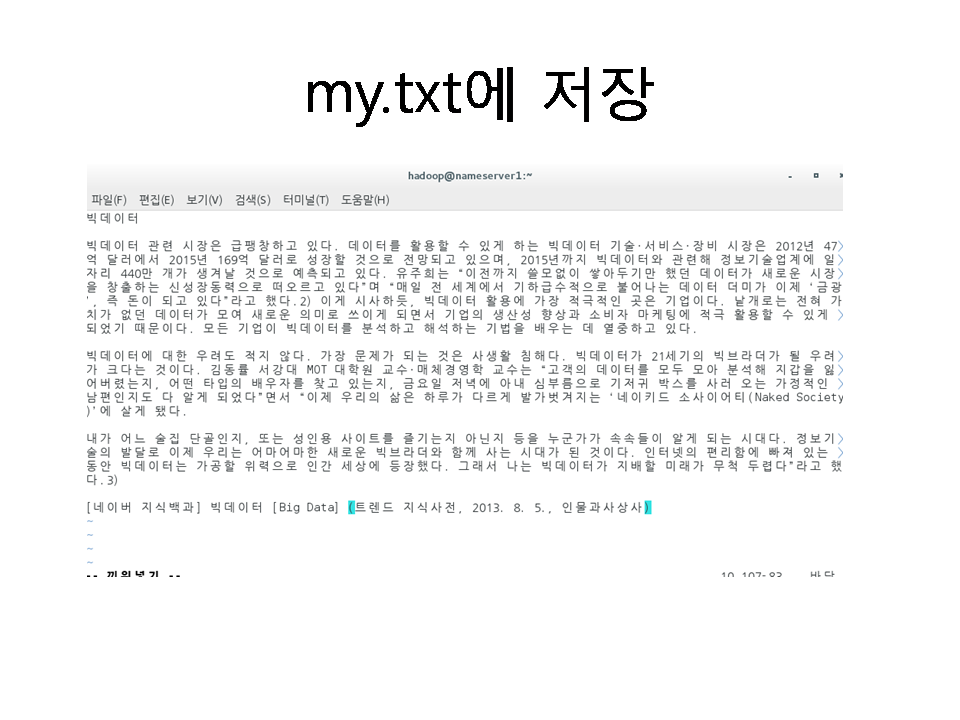 my.txt에 저장
hadoop@nameserver1:~
파일(F) 편집(E) 보기(V) 검색(S) 터미널(T) 도움말(H)
빅데이터
빅데이터 관련 시장은 급팽창하고 있다. 데이터를 활용할 수 있게 하는 빅데이터 기술·서비스·장비 시장은 2012년 47
억 달러에서 2015년 169억 달러로 성장할 것으로 전망되고 있으며, 2015년까지 빅데이터와 관련해 정보기술업계에 일
자리 440만 개가 생겨날 것으로 예측되고 있다. 유주희는 “이전까지 쓸모없이 쌓아두기만 했던 데이터가 새로운 시장
을 창출하는 신성장동력으로 떠오르고 있다”며 “매일 전 세계에서 기하급수적으로 불어나는 데이터 더미가 이제 ‘금광
’, 즉 돈이 되고 있다”라고 했다.2) 이게 시사하듯, 빅데이터 활용에 가장 적극적인 곳은 기업이다. 낱개로는 전혀 가
치가 없던 데이터가 모여 새로운 의미로 쓰이게 되면서 기업의 생산성 향상과 소비자 마케팅에 적극 활용할 수 있게
되었기 때문이다. 모든 기업이 빅데이터를 분석하고 해석하는 기법을 배우는 데 열중하고 있다.
빅데이터에 대한 우려도 적지 않다. 가장 문제가 되는 것은 사생활 침해다. 빅데이터가 21세기의 빅브라더가 될 우려
가 크다는 것이다. 김동률 서강대 MOT 대학원 교수·매체경영학 교수는 “고객의 데이터를 모두 모아 분석해 지갑을 잃
어버렸는지, 어떤 타입의 배우자를 찾고 있는지, 금요일 저녁에 아내 심부름으로 기저귀 박스를 사러 오는 가정적인
남편인지도 다 알게 되었다”면서 “이제 우리의 삶은 하루가 다르게 발가벗겨지는 ‘네이키드 소사이어티(Naked Society
)’에 살게 됐다.
내가 어느 술집 단골인지, 또는 성인용 사이트를 즐기는지 아닌지 등을 누군가가 속속들이 알게 되는 시대다. 정보기
술의 발달로 이제 우리는 어마어마한 새로운 빅브라더와 함께 사는 시대가 된 것이다. 인터넷의 편리함에 빠져 있는
동안 빅데이터는 가공할 위력으로 인간 세상에 등장했다. 그래서 나는 빅데이터가 지배할 미래가 무척 두렵다”라고 했
다.3)
[네이버 지식백과] 빅데이터 [Big Data] (트렌드 지식사전, 2013. 8. 5., 인물과사상사)
~
~
~
~
-- 끼워넣기 -- 10,107-83 바닥